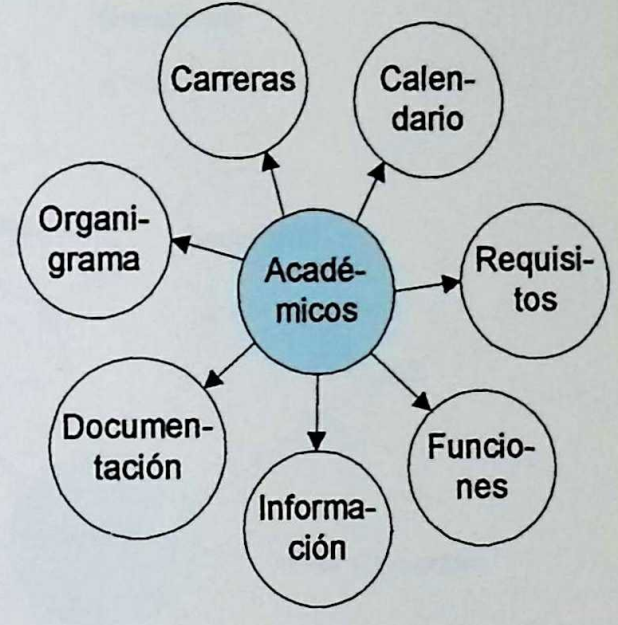 Carreras
Calen-
dario
Organi-
grama
Acadé-
micos
Requisi-
tos
Documen-
tación
Informa-
ción
Funcio-
nes